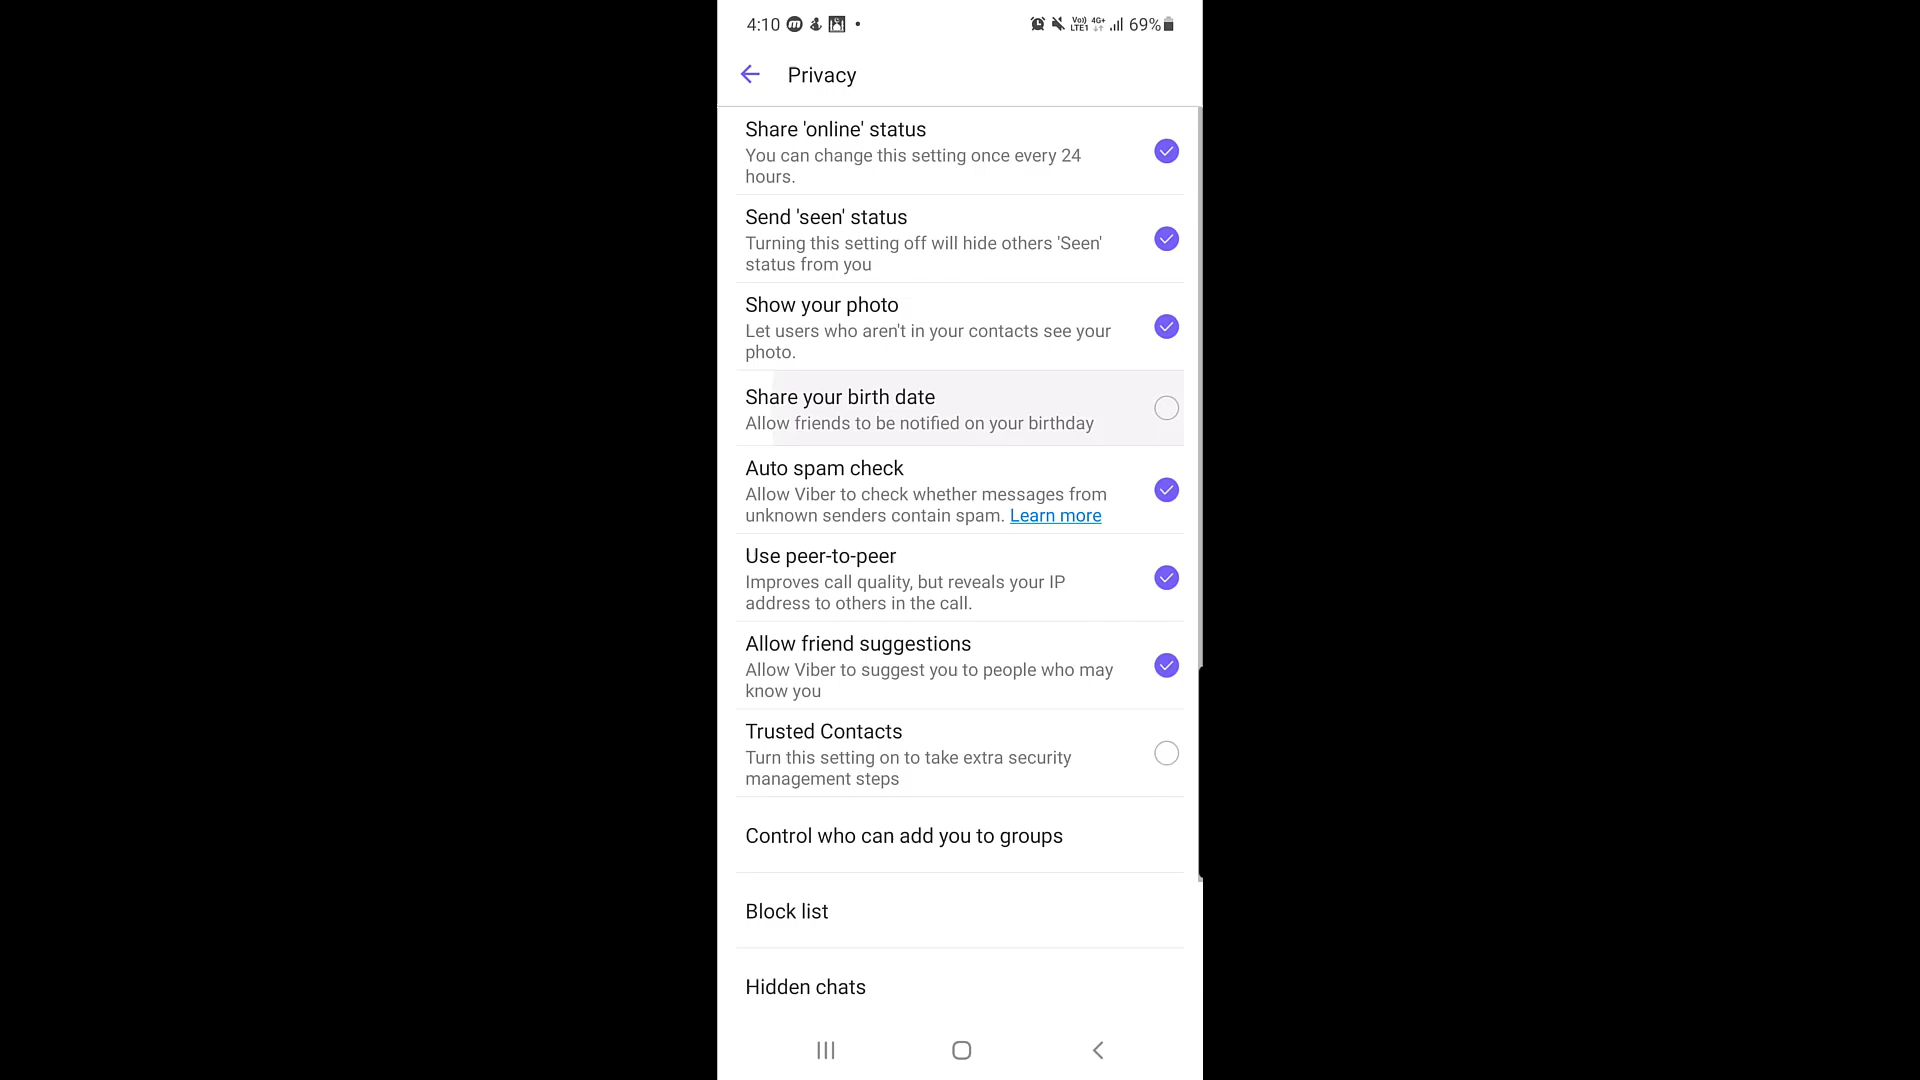 4:10
Vo)) 4G+
LTE1
69%
Privacy
Share 'online' status
You can change this setting once every 24
hours.
Send 'seen' status
Turning this setting off will hide others 'Seen'
status from you
Show your photo
Let users who aren't in your contacts see your
photo.
Share your birth date
Allow friends to be notified on your birthday
Auto spam check
Allow Viber to check whether messages from
unknown senders contain spam. Learn more
Use peer-to-peer
Improves call quality, but reveals your IP
address to others in the call.
Allow friend suggestions
Allow Viber to suggest you to people who may
know you
Trusted Contacts
Turn this setting on to take extra security
management steps
Control who can add you to groups
Block list
Hidden chats